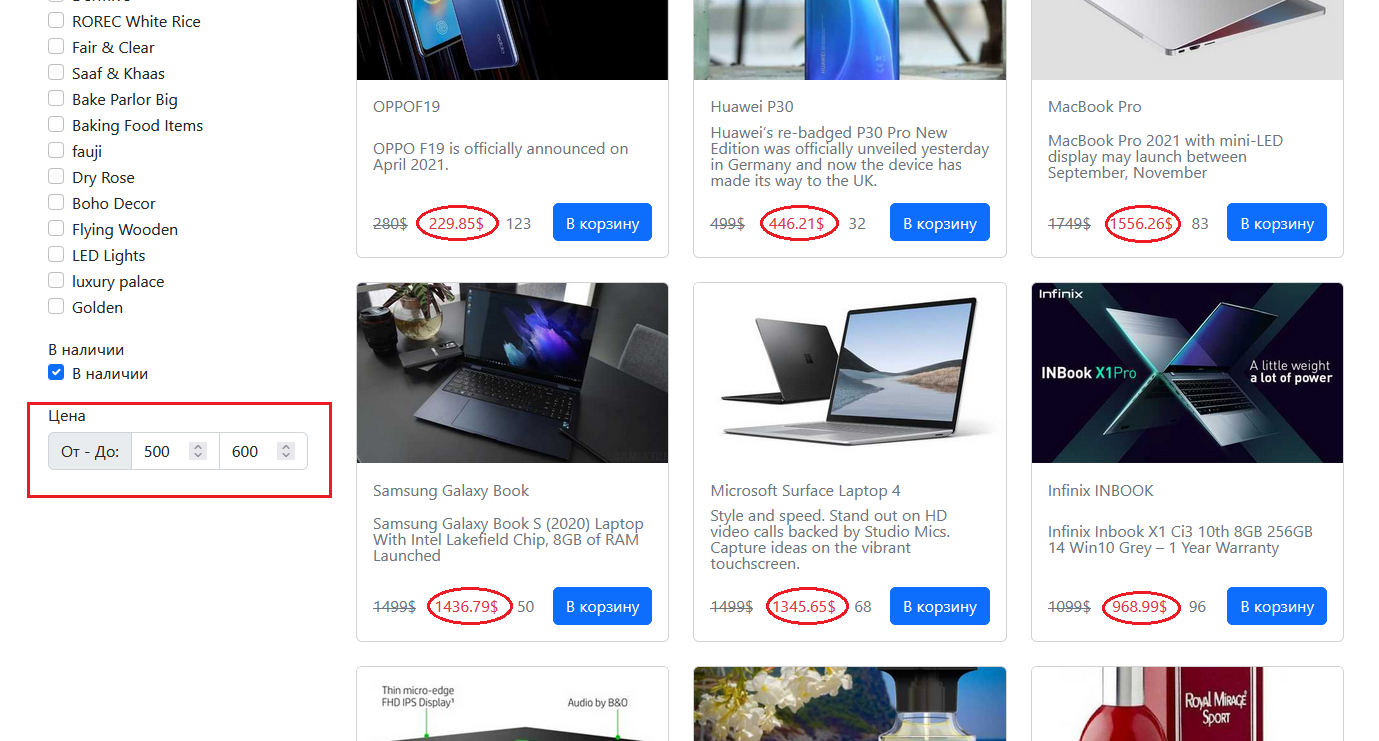 ROREC White Rice
Fair & Clear
Saaf & Khaas
Bake Parlor Big
Baking Food Items
fauji
Dry Rose
Boho Decor
Flying Wooden
LED Lights
luxury palace
Golden
В наличии
В наличии
Цена
От - До: 500 600
OPPOF19
OPPO F19 is officially announced on
April 2021.
280$ 229.85$ 123 В корзину
Huawei P30
Huawei’s re-badged P30 Pro New
Edition was officially unveiled yesterday
in Germany and now the device has
made its way to the UK.
499$ 446.21$ 32 В корзину
MacBook Pro
MacBook Pro 2021 with mini-LED
display may launch between
September, November
1749$ 1556.26$ 83 В корзину
Samsung Galaxy Book
Samsung Galaxy Book S (2020) Laptop
With Intel Lakefield Chip, 8GB of RAM
Launched
1499$ 1436.79$ 50 В корзину
Microsoft Surface Laptop 4
Style and speed. Stand out on HD
video calls backed by Studio Mics.
Capture ideas on the vibrant
touchscreen.
1499$ 1345.65$ 68 В корзину
Infinix
INBook X1Pro
A little weight
a lot of power
Infinix INBOOK
Infinix Inbook X1 Ci3 10th 8GB 256GB
14 Win10 Grey – 1 Year Warranty
1099$ 968.99$ 96 В корзину
Thin micro-edge
FHD IPS Display¹
Audio by B&O
ROYAL MIRAGE
SPORT